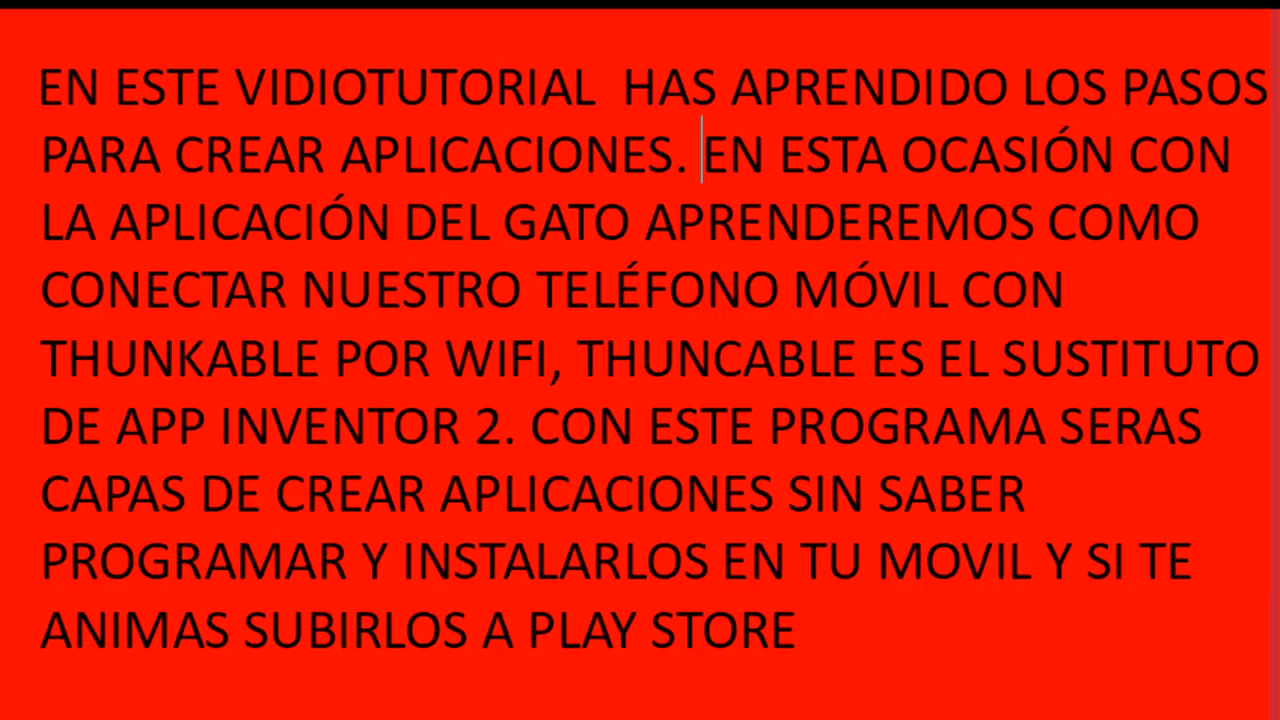 EN ESTE VIDIOTUTORIAL  HAS APRENDIDO LOS PASOS
PARA CREAR APLICACIONES. EN ESTA OCASIÓN CON
LA APLICACIÓN DEL GATO APRENDEREMOS COMO
CONECTAR NUESTRO TELÉFONO MÓVIL CON
THUNKABLE POR WIFI, THUNCABLE ES EL SUSTITUTO
DE APP INVENTOR 2. CON ESTE PROGRAMA SERAS
CAPAS DE CREAR APLICACIONES SIN SABER
PROGRAMAR Y INSTALARLOS EN TU MOVIL Y SI TE
ANIMAS SUBIRLOS A PLAY STORE